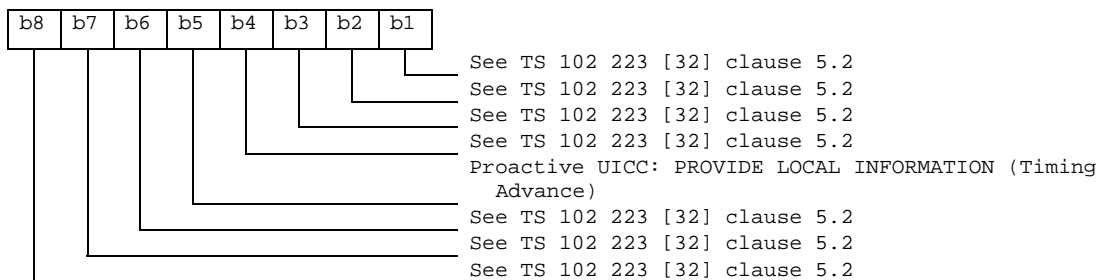 b8 b7 b6 b5 b4 b3 b2 b1
See TS 102 223 [32] clause 5.2
See TS 102 223 [32] clause 5.2
See TS 102 223 [32] clause 5.2
See TS 102 223 [32] clause 5.2
Proactive UICC: PROVIDE LOCAL INFORMATION (Timing
Advance)
See TS 102 223 [32] clause 5.2
See TS 102 223 [32] clause 5.2
See TS 102 223 [32] clause 5.2